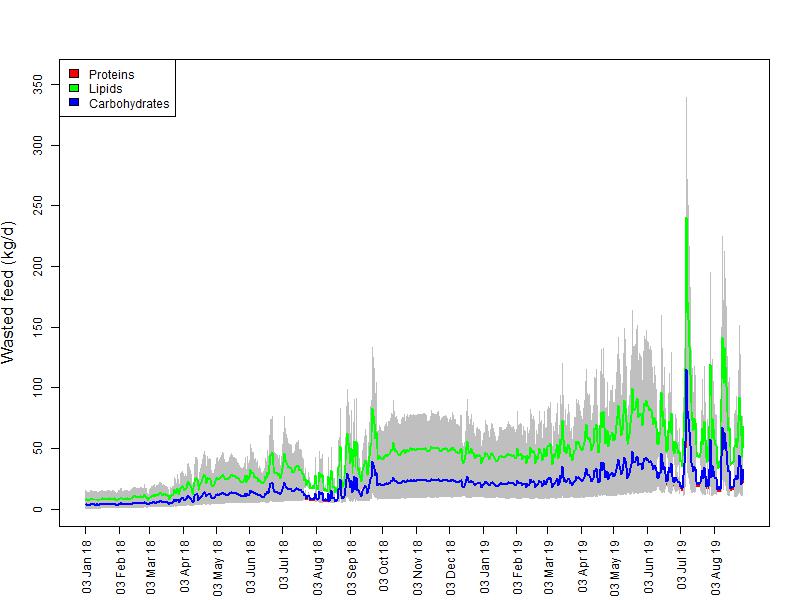 Proteins
Lipids
Carbohydrates
Wasted feed (kg/d)
350
300
250
200
150
100
50
0
03 Jan 18
03 Feb 18
03 Mar 18
03 Apr 18
03 May 18
03 Jun 18
03 Jul 18
03 Aug 18
03 Sep 18
03 Oct 18
03 Nov 18
03 Dec 18
03 Jan 19
03 Feb 19
03 Mar 19
03 Apr 19
03 May 19
03 Jun 19
03 Jul 19
03 Aug 19